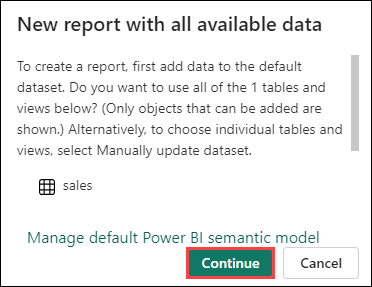 New report with all available data
To create a report, first add data to the default
dataset. Do you want to use all of the 1 tables and
views below? (Only objects that can be added are
shown.) Alternatively, to choose individual tables and
views, select Manually update dataset.
sales
Manage default Power BI semantic model
Continue
Cancel